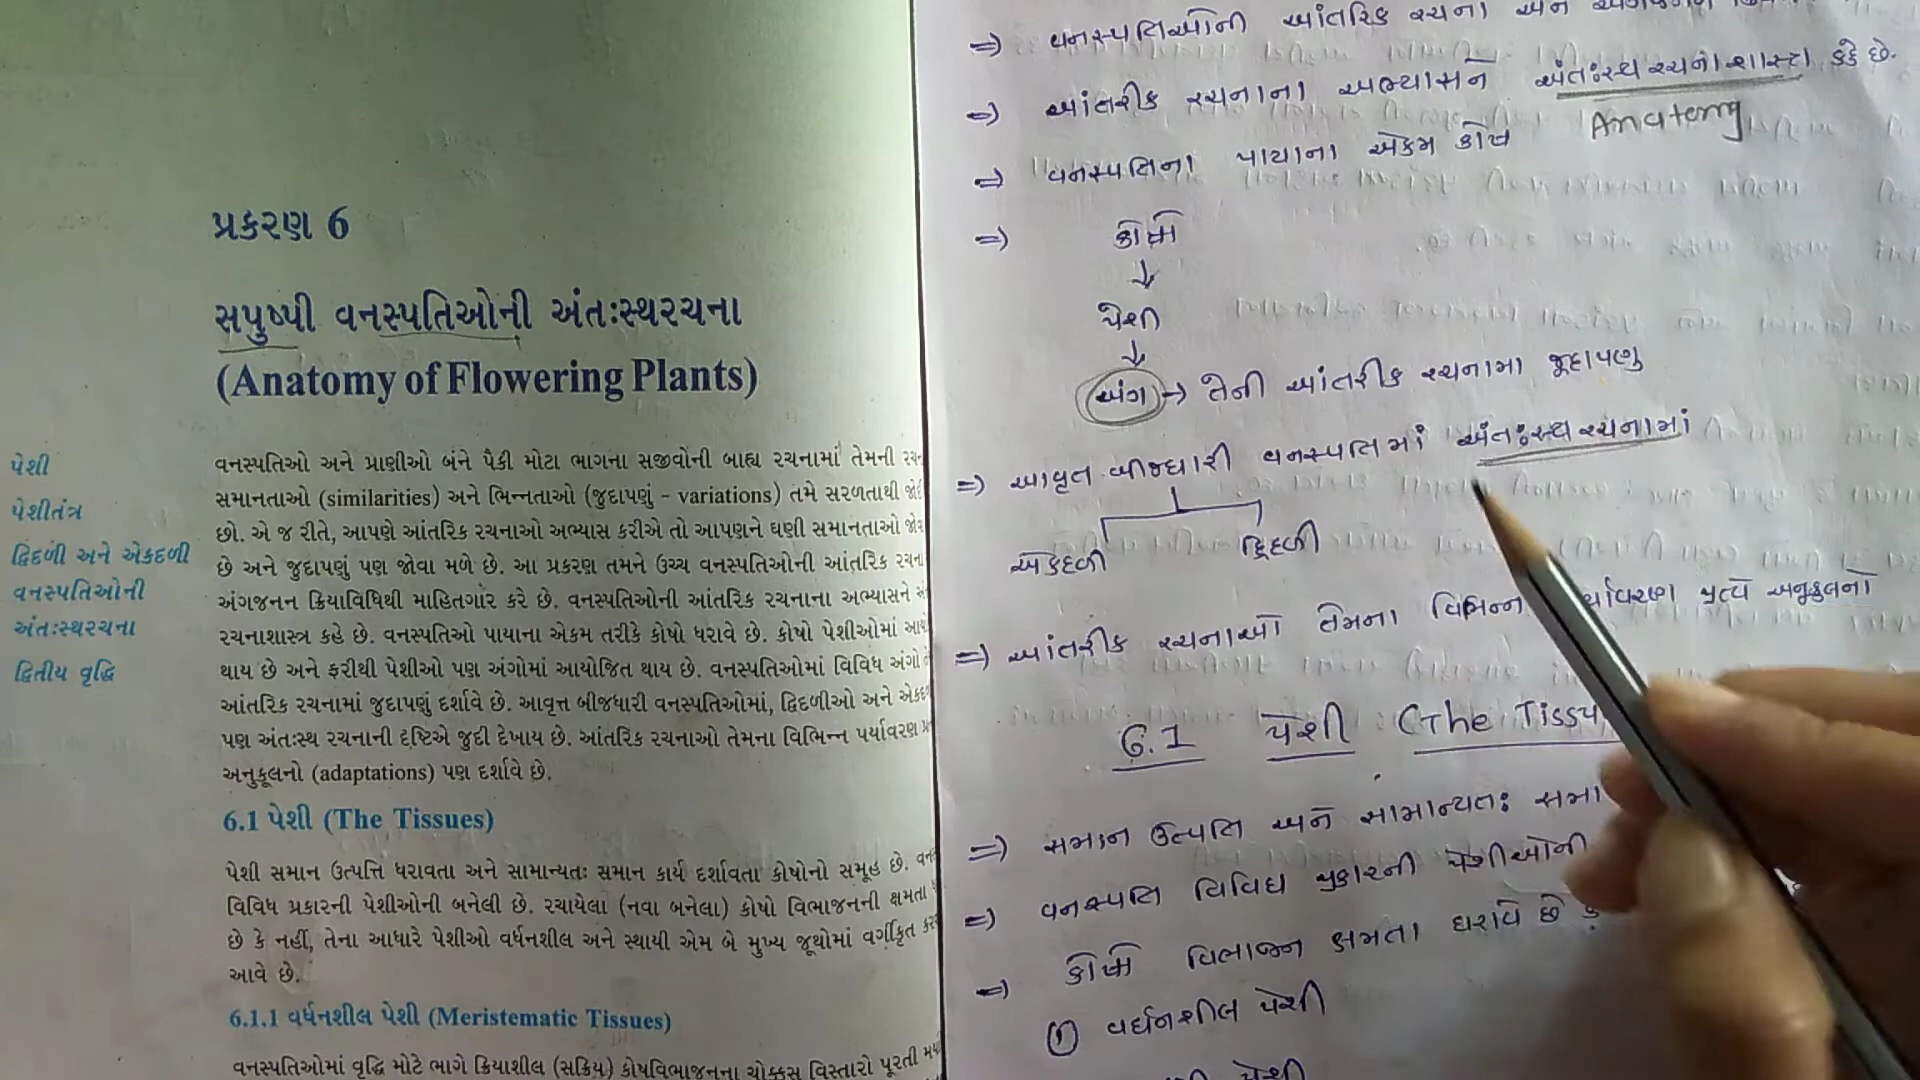 પ્રકરણ 6
સપુષ્પી વનસ્પતિઓની અંતઃસ્થરચના
(Anatomy of Flowering Plants)
પેશી
પેશીતંત્ર
દ્વિદળી અને એકદળી
વનસ્પતિઓની
અંતઃસ્થરચના
દ્વિતીય વૃદ્ધિ
વનસ્પતિઓ અને પ્રાણીઓ બંને પૈકી મોટા ભાગના સજીવોની બાહ્ય રચનામાં તેમની
સમાનતાઓ (similarities) અને ભિન્નતાઓ (જુદાપણું - variations) તમે સરળતાથી
છો. એ જ રીતે, આપણે આંતરિક રચનાઓ અભ્યાસ કરીએ તો આપણને ઘણી સમાનતાઓ
છે અને જુદાપણું પણ જોવા મળે છે. આ પ્રકરણ તમને ઉચ્ચ વનસ્પતિઓની આંતરિક
અંગજનન ક્રિયાવિધિથી માહિતગાર કરે છે. વનસ્પતિઓની આંતરિક રચનાના અભ્યાસને
રચનાશાસ્ત્ર કહે છે. વનસ્પતિઓ પાયાના એકમ તરીકે કોષો ધરાવે છે. કોષો પેશીઓમાં
થાય છે અને ફરીથી પેશીઓ પણ અંગોમાં આયોજિત થાય છે. વનસ્પતિઓમાં વિવિધ અંગો
આંતરિક રચનામાં જુદાપણું દર્શાવે છે. આવૃત્ત બીજધારી વનસ્પતિઓમાં, દ્વિદળીઓ અને
પણ અંતઃસ્થ રચનાની દૃષ્ટિએ જુદી દેખાય છે. આંતરિક રચનાઓ તેમના વિભિન્ન પર્યાવરણ
અનુકૂલનો (adaptations) પણ દર્શાવે છે.
6.1 પેશી (The Tissues)
પેશી સમાન ઉત્પત્તિ ધરાવતા અને સામાન્યતઃ સમાન કાર્ય દર્શાવતા કોષોનો સમૂહ છે.
વિવિધ પ્રકારની પેશીઓની બનેલી છે. રચાયેલા (નવા બનેલા) કોષો વિભાજનની ક્ષમતા
છે કે નહીં, તેના આધારે પેશીઓ વર્ધનશીલ અને સ્થાયી એમ બે મુખ્ય જૂથોમાં વર્ગીકૃત
આવે છે.
6.1.1 વર્ધનશીલ પેશી (Meristematic Tissues)
વનસ્પતિઓમાં વૃદ્ધિ મોટે ભાગે ક્રિયાશીલ (સક્રિય) કોષવિભાજનના ચોક્કસ વિસ્તારો પૂરતી
⇒ વનસ્પતિઓની આંતરિક રચના અને
⇒ આંતરીક રચનાના અભ્યાસને અંતઃસ્થ રચનાશાસ્ત્ર કહે છે.
Anatemy
⇒ વનસ્પતિના પાયાના એકમ કોષ
⇒ કોષો
↓
પેશી
↓
અંગ → તેની આંતરીક રચનામા જૂદાપણુ
⇒ આવૃત બીજધારી વનસ્પતિમાં અંતઃસ્થ રચનામાં
એકદળી દ્વિદળી
⇒ આંતરીક રચનાઓ તેમના વિભિન્ન પ્રત્યે અનુકુલનો
6.1 પેશી (The Tissu
⇒ સમાન ઉત્પતિ અને સામાન્યતઃ સમા
⇒ વનસ્પતિ વિવિધ પ્રકારની પેશીઓની
⇒ કોષો વિભાજન ક્ષમતા ધરાવે છે કે
① વર્ધનશીલ પેશી
પેશી